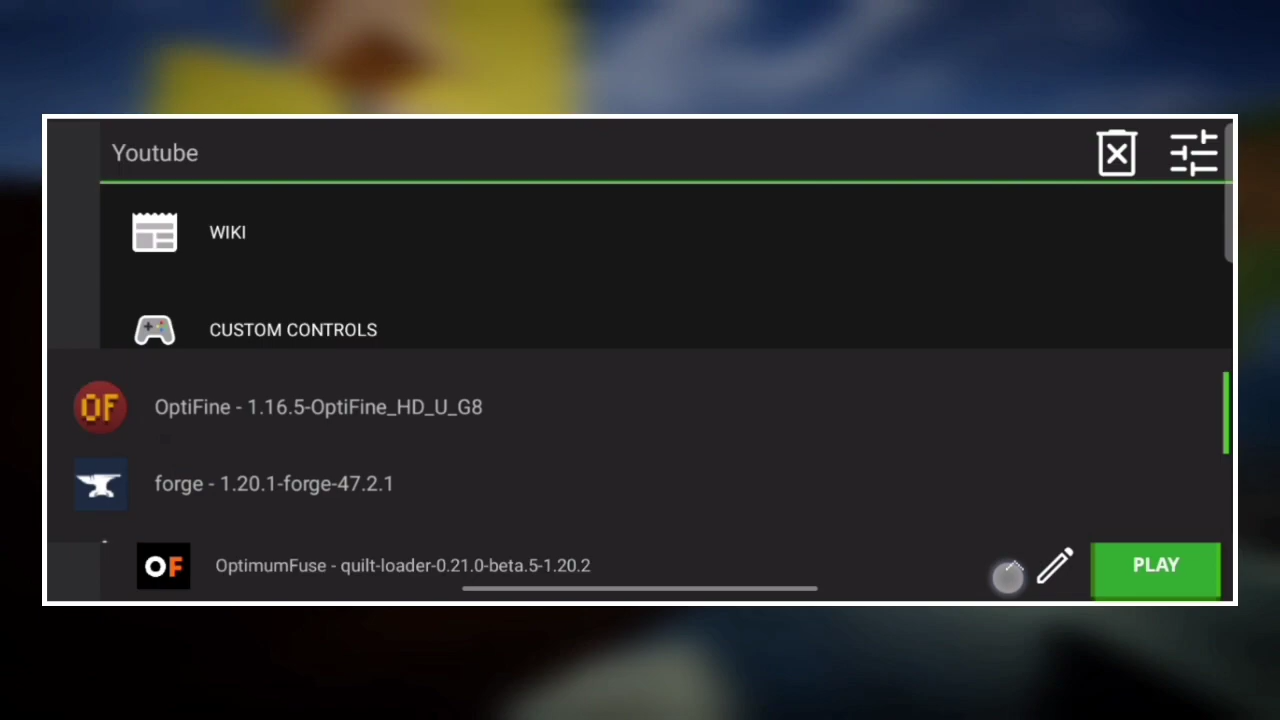 Youtube
WIKI
CUSTOM CONTROLS
OF OptiFine - 1.16.5-OptiFine_HD_U_G8
forge - 1.20.1-forge-47.2.1
OF OptimumFuse - quilt-loader-0.21.0-beta.5-1.20.2
PLAY